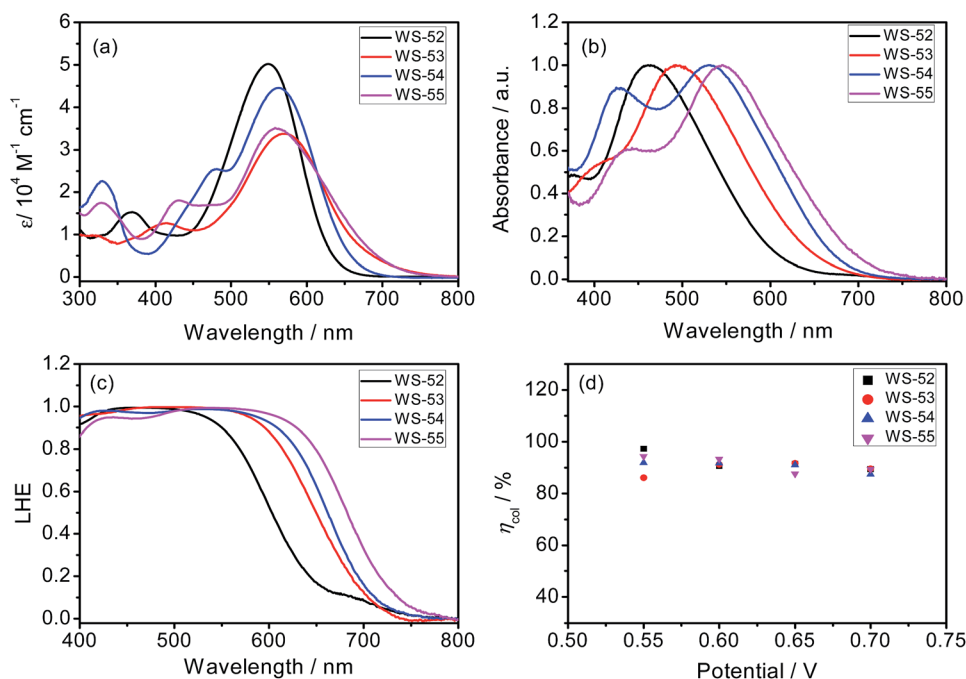 (a)
WS-52
WS-53
WS-54
WS-55
ε/ 10⁴ M⁻¹ cm⁻¹
6
5
4
3
2
1
0
300 400 500 600 700 800
Wavelength / nm
(b)
WS-52
WS-53
WS-54
WS-55
Absorbance / a.u.
1.2
1.0
0.8
0.6
0.4
0.2
0.0
400 500 600 700 800
Wavelength / nm
(c)
WS-52
WS-53
WS-54
WS-55
LHE
1.2
1.0
0.8
0.6
0.4
0.2
0.0
400 500 600 700 800
Wavelength / nm
(d)
WS-52
WS-53
WS-54
WS-55
ηcol / %
120
100
80
60
40
0.50 0.55 0.60 0.65 0.70 0.75
Potential / V